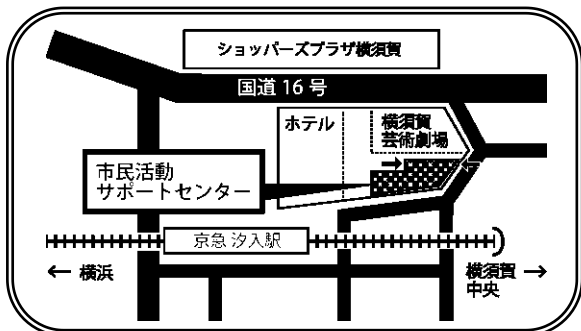 ショッパーズプラザ横須賀
国道16号
ホテル
横須賀
芸術劇場
市民活動
サポートセンター
京急 汐入駅
← 横浜
横須賀 →
中央